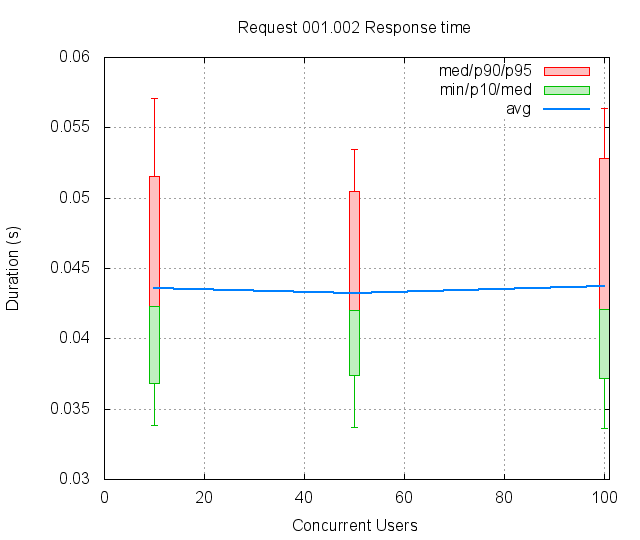 Request 001.002 Response time
med/p90/p95
min/p10/med
avg
0.06
0.055
0.05
0.045
0.04
0.035
0.03
Duration (s)
0 20 40 60 80 100
Concurrent Users